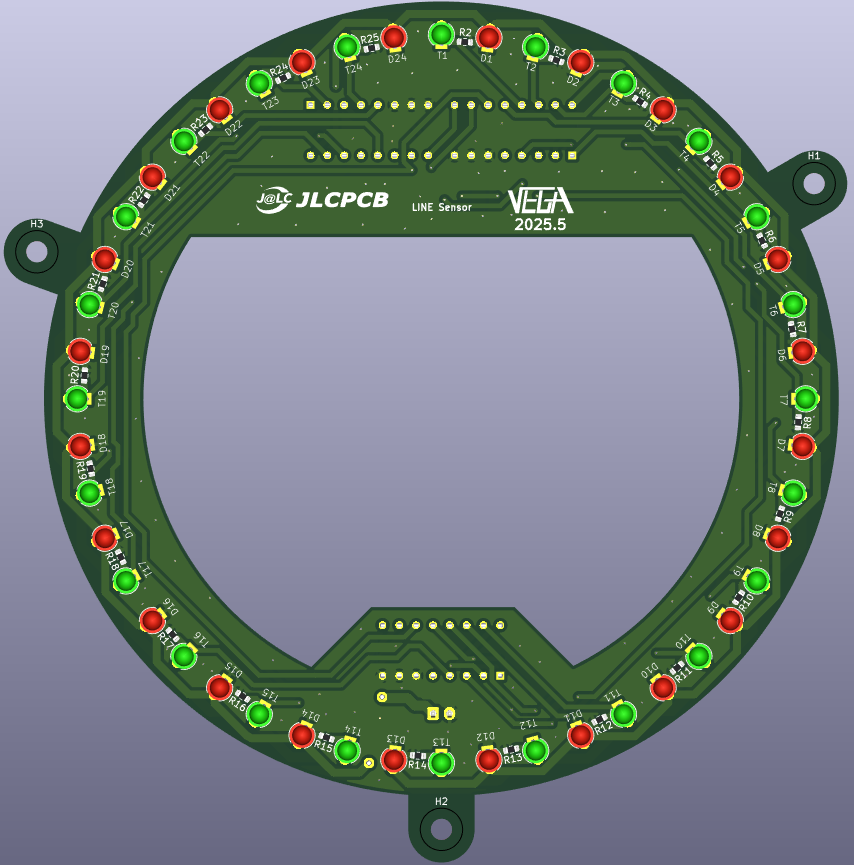 R25
R2
T24
D24
T1
D1
T2
R3
D2
R24
D23
T23
T3
R4
D3
R23
D22
T22
T4
R5
D4
R22
D21
T21
T5
R6
D5
H1
H3
J@LC JLCPCB
LINE Sensor
VEGA
2025.5
R21
D20
T20
T6
R7
D6
R20
D19
T19
T7
R8
D7
R19
D18
T18
T8
R9
D8
R18
D17
T17
T9
R10
D9
R17
D16
T16
T10
R11
D10
R16
D15
T15
T11
R12
D11
R15
D14
T14
T12
R13
D12
D13
R14
T13
H2